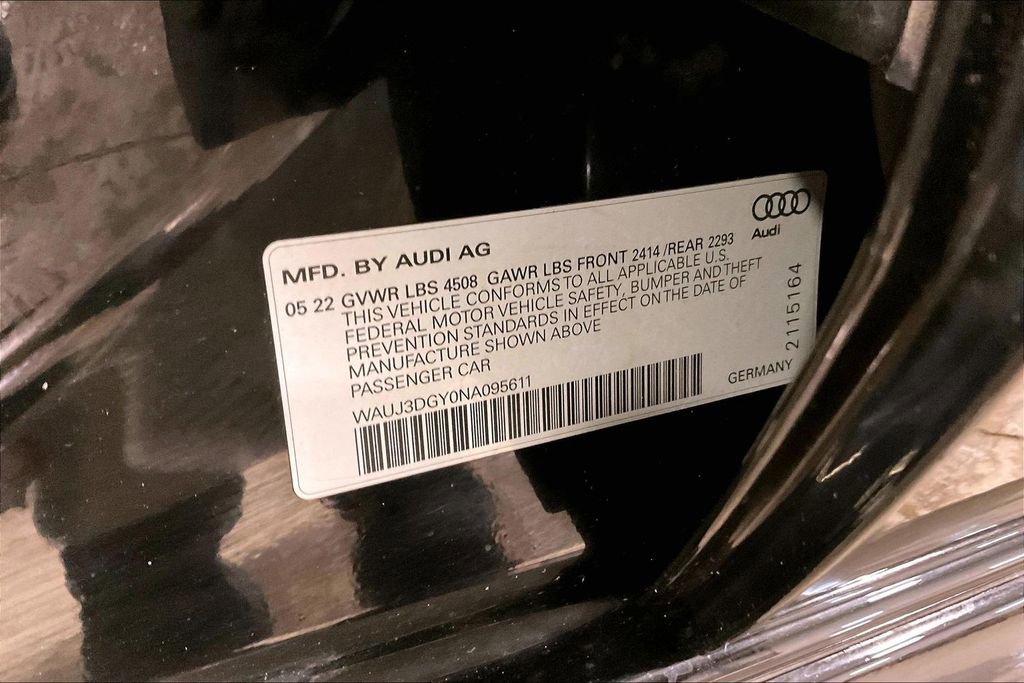 Audi
MFD. BY AUDI AG
05 22 GVWR LBS 4508 GAWR LBS FRONT 2414 /REAR 2293
THIS VEHICLE CONFORMS TO ALL APPLICABLE U.S.
FEDERAL MOTOR VEHICLE SAFETY, BUMPER AND THEFT
PREVENTION STANDARDS IN EFFECT ON THE DATE OF
MANUFACTURE SHOWN ABOVE
PASSENGER CAR
WAUJ3DGY0NA095611
GERMANY
2115164